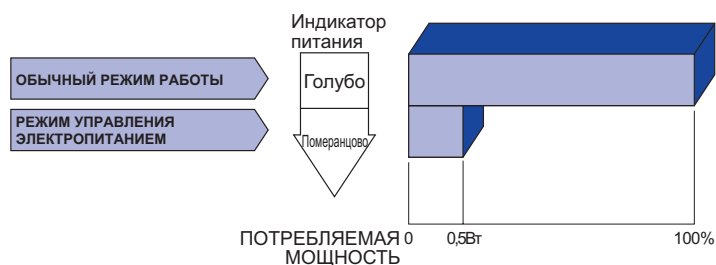 Индикатор
питания
ОБЫЧНЫЙ РЕЖИМ РАБОТЫ
Голубо
РЕЖИМ УПРАВЛЕНИЯ
ЭЛЕКТРОПИТАНИЕМ
Померанцово
ПОТРЕБЛЯЕМАЯ
МОЩНОСТЬ
0
0,5Вт
100%